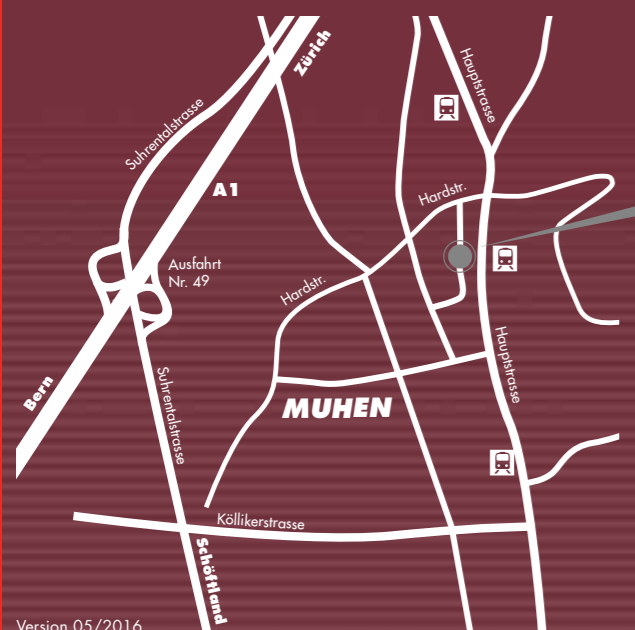 Zürich
Hauptstrasse
Suhrentalstrasse
A1
Hardstr.
Ausfahrt
Nr. 49
Hardstr.
Hauptstrasse
Bern
Suhrentalstrasse
MUHEN
Köllikerstrasse
Schöftland
Version 05/2016